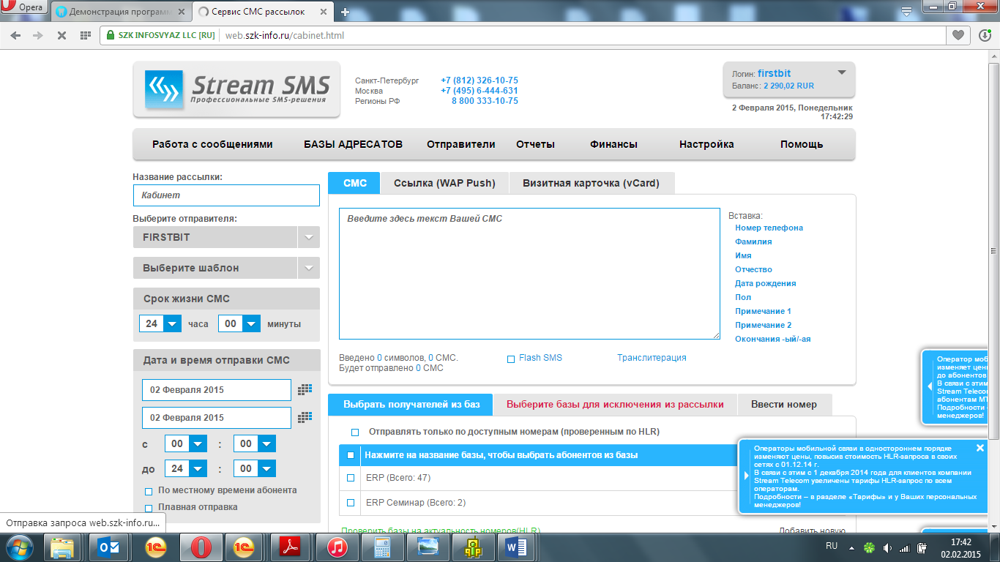 Opera
Демонстрация програм
Сервис СМС рассылок
SZK INFOSVYAZ LLC [RU]
web.szk-info.ru/cabinet.html
Stream SMS
Профессиональные SMS-решения
Санкт-Петербург +7 (812) 326-10-75
Москва +7 (495) 6-444-631
Регионы РФ 8 800 333-10-75
Логин: firstbit
Баланс: 2 290,02 RUR
2 Февраля 2015, Понедельник
17:42:29
Работа с сообщениями БАЗЫ АДРЕСАТОВ Отправители Отчеты Финансы Настройка Помощь
Название рассылки:
Кабинет
Выберите отправителя:
FIRSTBIT
Выберите шаблон
Срок жизни СМС
24 часа 00 минуты
Дата и время отправки СМС
02 Февраля 2015
02 Февраля 2015
с 00 : 00
до 24 : 00
По местному времени абонента
Плавная отправка
СМС Ссылка (WAP Push) Визитная карточка (vCard)
Введите здесь текст Вашей СМС
Вставка:
Номер телефона
Фамилия
Имя
Отчество
Дата рождения
Пол
Примечание 1
Примечание 2
Окончания -ый/-ая
Введено 0 символов, 0 СМС.
Будет отправлено 0 СМС
Flash SMS
Транслитерация
Выбрать получателей из баз Выберите базы для исключения из рассылки Ввести номер
Отправлять только по доступным номерам (проверенным по HLR)
Нажмите на название базы, чтобы выбрать абонентов из базы
ERP (Всего: 47)
ERP Семинар (Всего: 2)
Проверить базы на актуальность номеров(HLR)
Добавить новую
Оператор моб
изменяет цены
до абонентов
В связи с этим
Stream Telecom
абонентам МТ
Подробности -
менеджеров!
Операторы мобильной связи в одностороннем порядке
изменяют цены, повысив стоимость HLR-запроса в своих
сетях с 01.12.14 г.
В связи с этим с 1 декабря 2014 года для клиентов компании
Stream Telecom увеличены тарифы HLR-запрос по всем
операторам.
Подробности – в разделе «Тарифы» и у Ваших персональных
менеджеров!
Отправка запроса web.szk-info.ru...
RU
17:42
02.02.2015